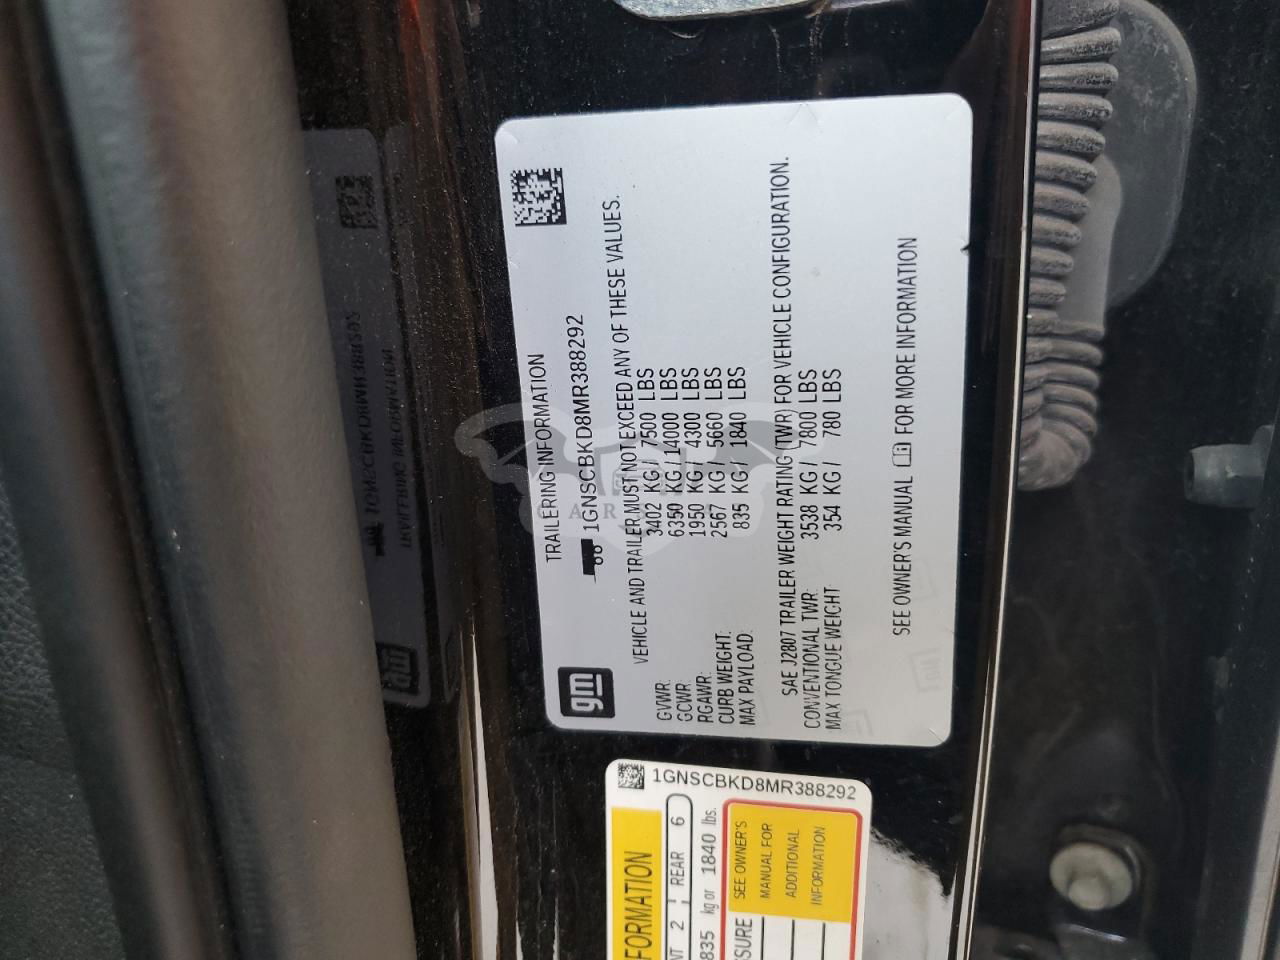 gm
TRAILERING INFORMATION
1GNSCBKD8MR388292
VEHICLE AND TRAILER MUST NOT EXCEED ANY OF THESE VALUES.
GVWR: 3402 KG / 7500 LBS
GCWR: 6350 KG / 14000 LBS
RGAWR: 1950 KG / 4300 LBS
CURB WEIGHT: 2567 KG / 5660 LBS
MAX PAYLOAD: 835 KG / 1840 LBS
SAE J2807 TRAILER WEIGHT RATING (TWR) FOR VEHICLE CONFIGURATION.
CONVENTIONAL TWR: 3538 KG / 7800 LBS
MAX TONGUE WEIGHT: 354 KG / 780 LBS
SEE OWNER'S MANUAL FOR MORE INFORMATION
1GNSCBKD8MR388292
FORMATION
NT 2 REAR 6
835 kg or 1840 lbs.
SSURE
SEE OWNER'S
MANUAL FOR
ADDITIONAL
INFORMATION